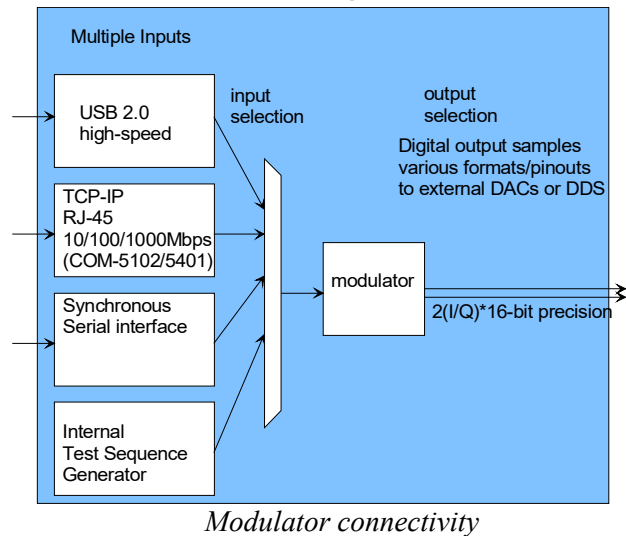 Multiple Inputs
USB 2.0
high-speed
input
selection
output
selection
Digital output samples
various formats/pinouts
to external DACs or DDS
TCP-IP
RJ-45
10/100/1000Mbps
(COM-5102/5401)
modulator
2(I/Q)*16-bit precision
Synchronous
Serial interface
Internal
Test Sequence
Generator
Modulator connectivity